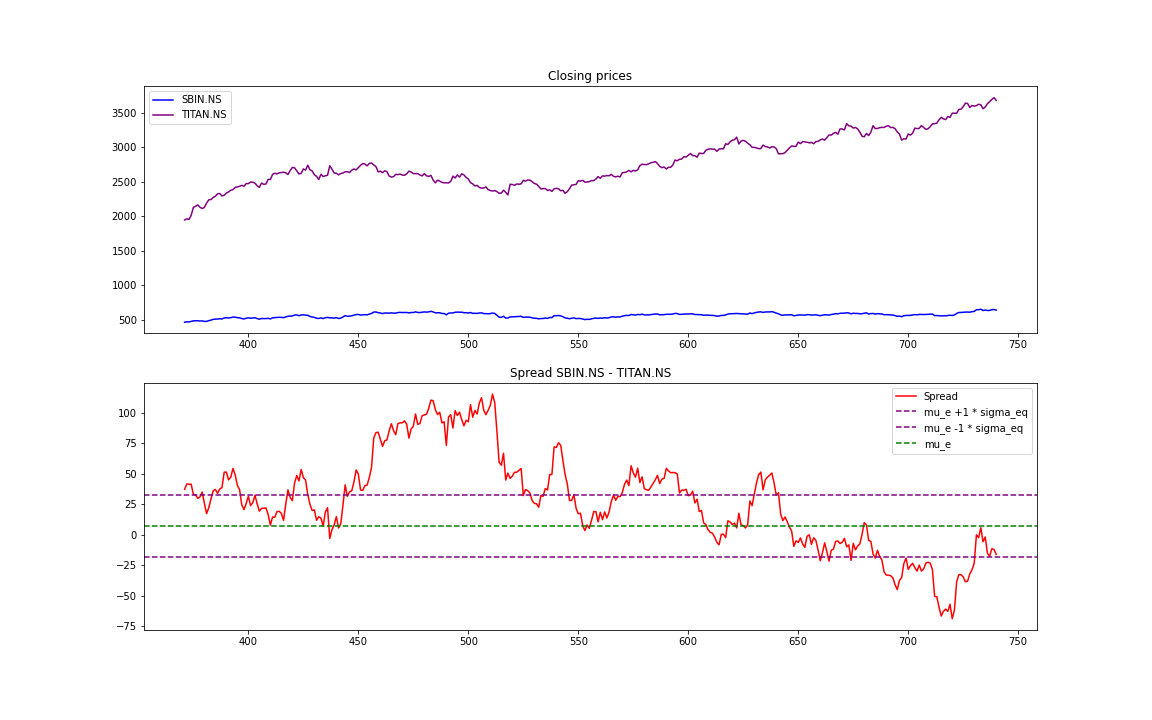 Closing prices
SBIN.NS
TITAN.NS
3500
3000
2500
2000
1500
1000
500
400 450 500 550 600 650 700 750
Spread SBIN.NS - TITAN.NS
Spread
mu_e +1 * sigma_eq
mu_e -1 * sigma_eq
mu_e
100
75
50
25
0
−25
−50
−75
400 450 500 550 600 650 700 750